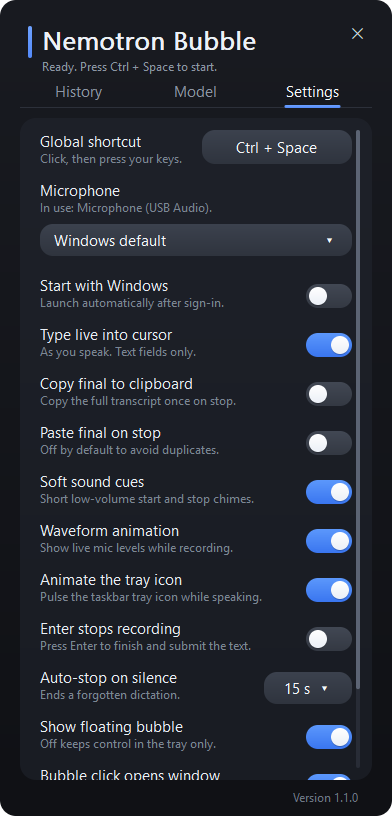 Nemotron Bubble
Ready. Press Ctrl + Space to start.
History Model Settings
Global shortcut
Click, then press your keys.
Ctrl + Space
Microphone
In use: Microphone (USB Audio).
Windows default
Start with Windows
Launch automatically after sign-in.
Type live into cursor
As you speak. Text fields only.
Copy final to clipboard
Copy the full transcript once on stop.
Paste final on stop
Off by default to avoid duplicates.
Soft sound cues
Short low-volume start and stop chimes.
Waveform animation
Show live mic levels while recording.
Animate the tray icon
Pulse the taskbar tray icon while speaking.
Enter stops recording
Press Enter to finish and submit the text.
Auto-stop on silence
Ends a forgotten dictation.
15 s
Show floating bubble
Off keeps control in the tray only.
Bubble click opens window
Version 1.1.0